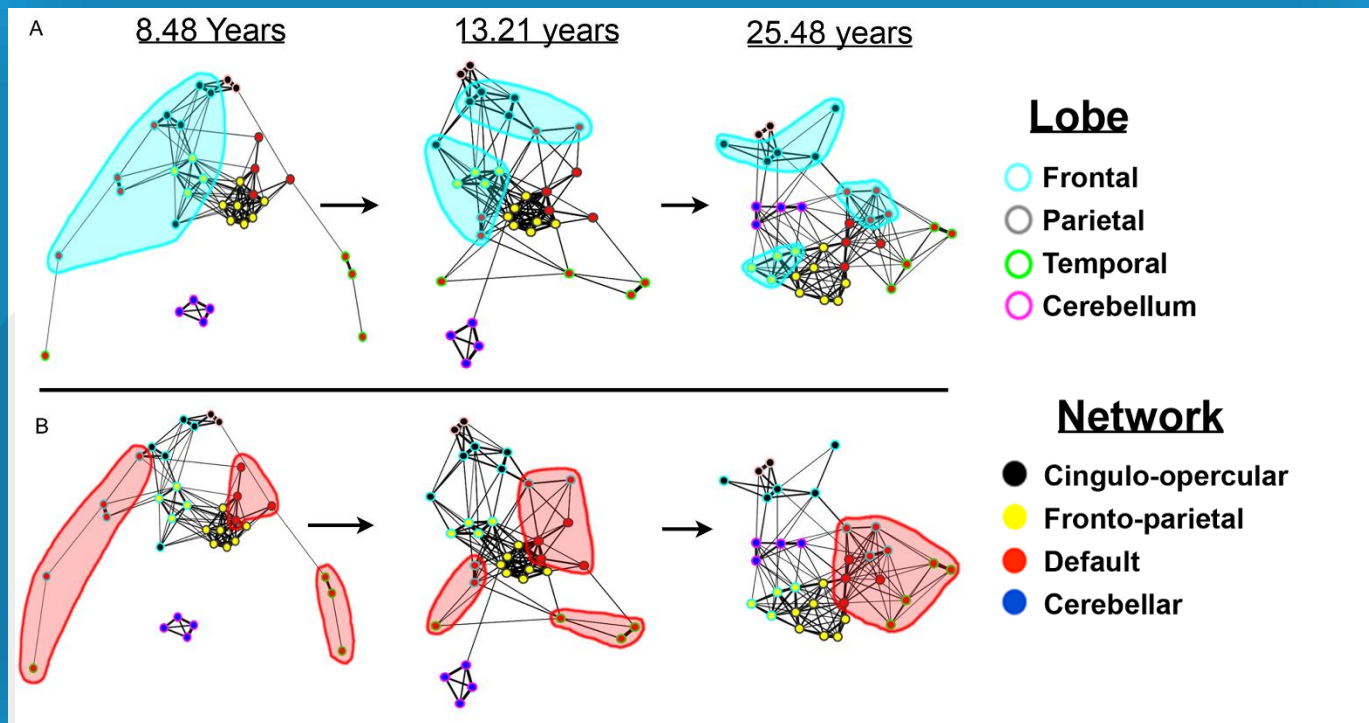 A
8.48 Years
13.21 years
25.48 years
Lobe
Frontal
Parietal
Temporal
Cerebellum
B
Network
Cingulo-opercular
Fronto-parietal
Default
Cerebellar